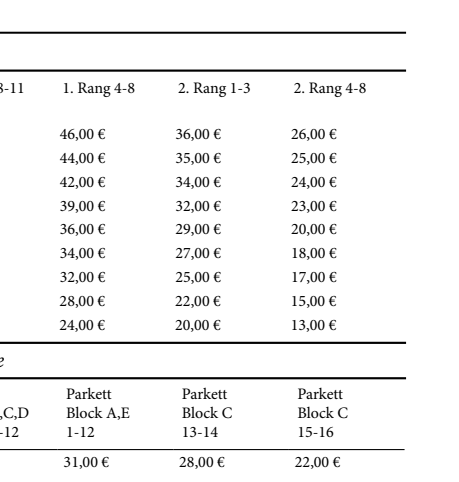 8-11 1. Rang 4-8 2. Rang 1-3 2. Rang 4-8
46,00 € 36,00 € 26,00 €
44,00 € 35,00 € 25,00 €
42,00 € 34,00 € 24,00 €
39,00 € 32,00 € 23,00 €
36,00 € 29,00 € 20,00 €
34,00 € 27,00 € 18,00 €
32,00 € 25,00 € 17,00 €
28,00 € 22,00 € 15,00 €
24,00 € 20,00 € 13,00 €
e
Parkett Parkett Parkett
,C,D Block A,E Block C Block C
-12 1-12 13-14 15-16
31,00 € 28,00 € 22,00 €